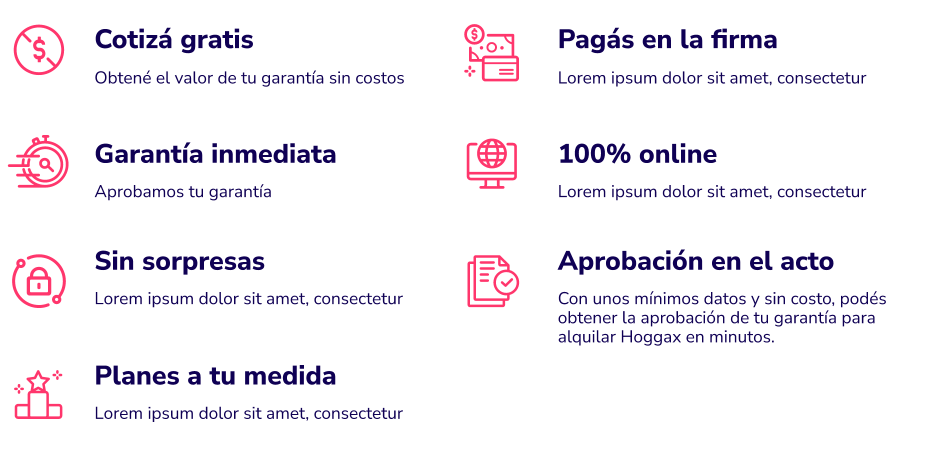 Cotizá gratis
Obtené el valor de tu garantía sin costos
Garantía inmediata
Aprobamos tu garantía
Sin sorpresas
Lorem ipsum dolor sit amet, consectetur
Planes a tu medida
Lorem ipsum dolor sit amet, consectetur
Pagás en la firma
Lorem ipsum dolor sit amet, consectetur
100% online
Lorem ipsum dolor sit amet, consectetur
Aprobación en el acto
Con unos mínimos datos y sin costo, podés
obtener la aprobación de tu garantía para
alquilar Hoggax en minutos.